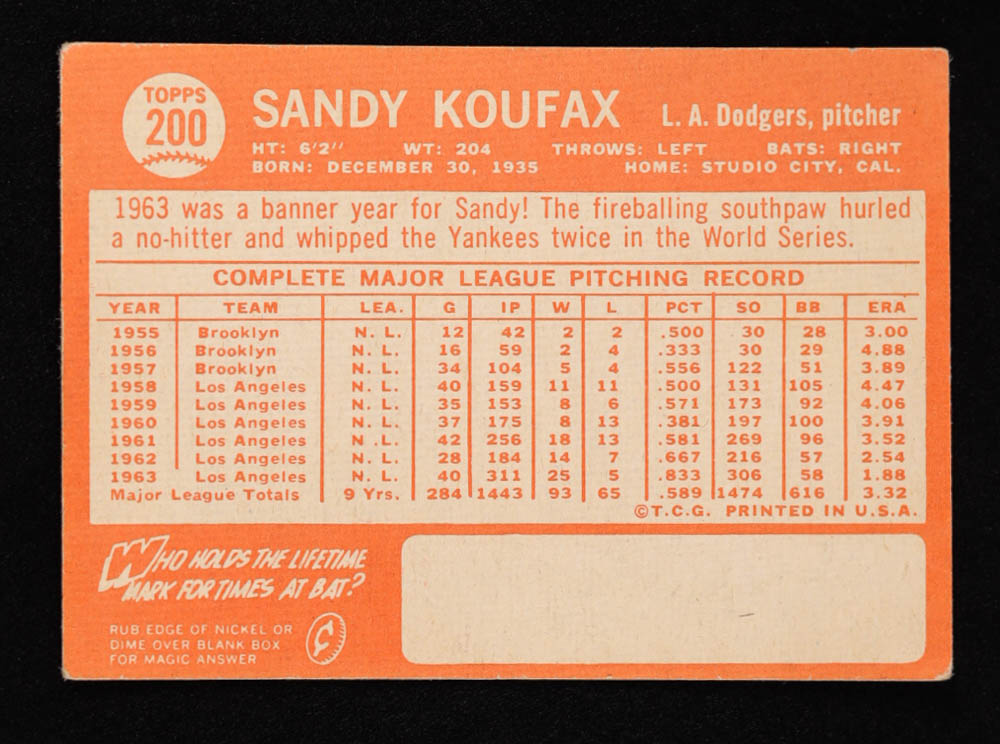 TOPPS
200
SANDY KOUFAX L. A. Dodgers, pitcher
HT: 6'2'' WT: 204 THROWS: LEFT BATS: RIGHT
BORN: DECEMBER 30, 1935 HOME: STUDIO CITY, CAL.
1963 was a banner year for Sandy! The fireballing southpaw hurled
a no-hitter and whipped the Yankees twice in the World Series.
COMPLETE MAJOR LEAGUE PITCHING RECORD
YEAR TEAM LEA. G IP W L PCT SO BB ERA
1955 Brooklyn N. L. 12 42 2 2 .500 30 28 3.00
1956 Brooklyn N. L. 16 59 2 4 .333 30 29 4.88
1957 Brooklyn N. L. 34 104 5 4 .556 122 51 3.89
1958 Los Angeles N. L. 40 159 11 11 .500 131 105 4.47
1959 Los Angeles N. L. 35 153 8 6 .571 173 92 4.06
1960 Los Angeles N. L. 37 175 8 13 .381 197 100 3.91
1961 Los Angeles N. L. 42 256 18 13 .581 269 96 3.52
1962 Los Angeles N. L. 28 184 14 7 .667 216 57 2.54
1963 Los Angeles N. L. 40 311 25 5 .833 306 58 1.88
Major League Totals 9 Yrs. 284 1443 93 65 .589 1474 616 3.32
©T.C.G. PRINTED IN U.S.A.
WHO HOLDS THE LIFETIME
MARK FOR TIMES AT BAT?
RUB EDGE OF NICKEL OR
DIME OVER BLANK BOX
FOR MAGIC ANSWER
¢